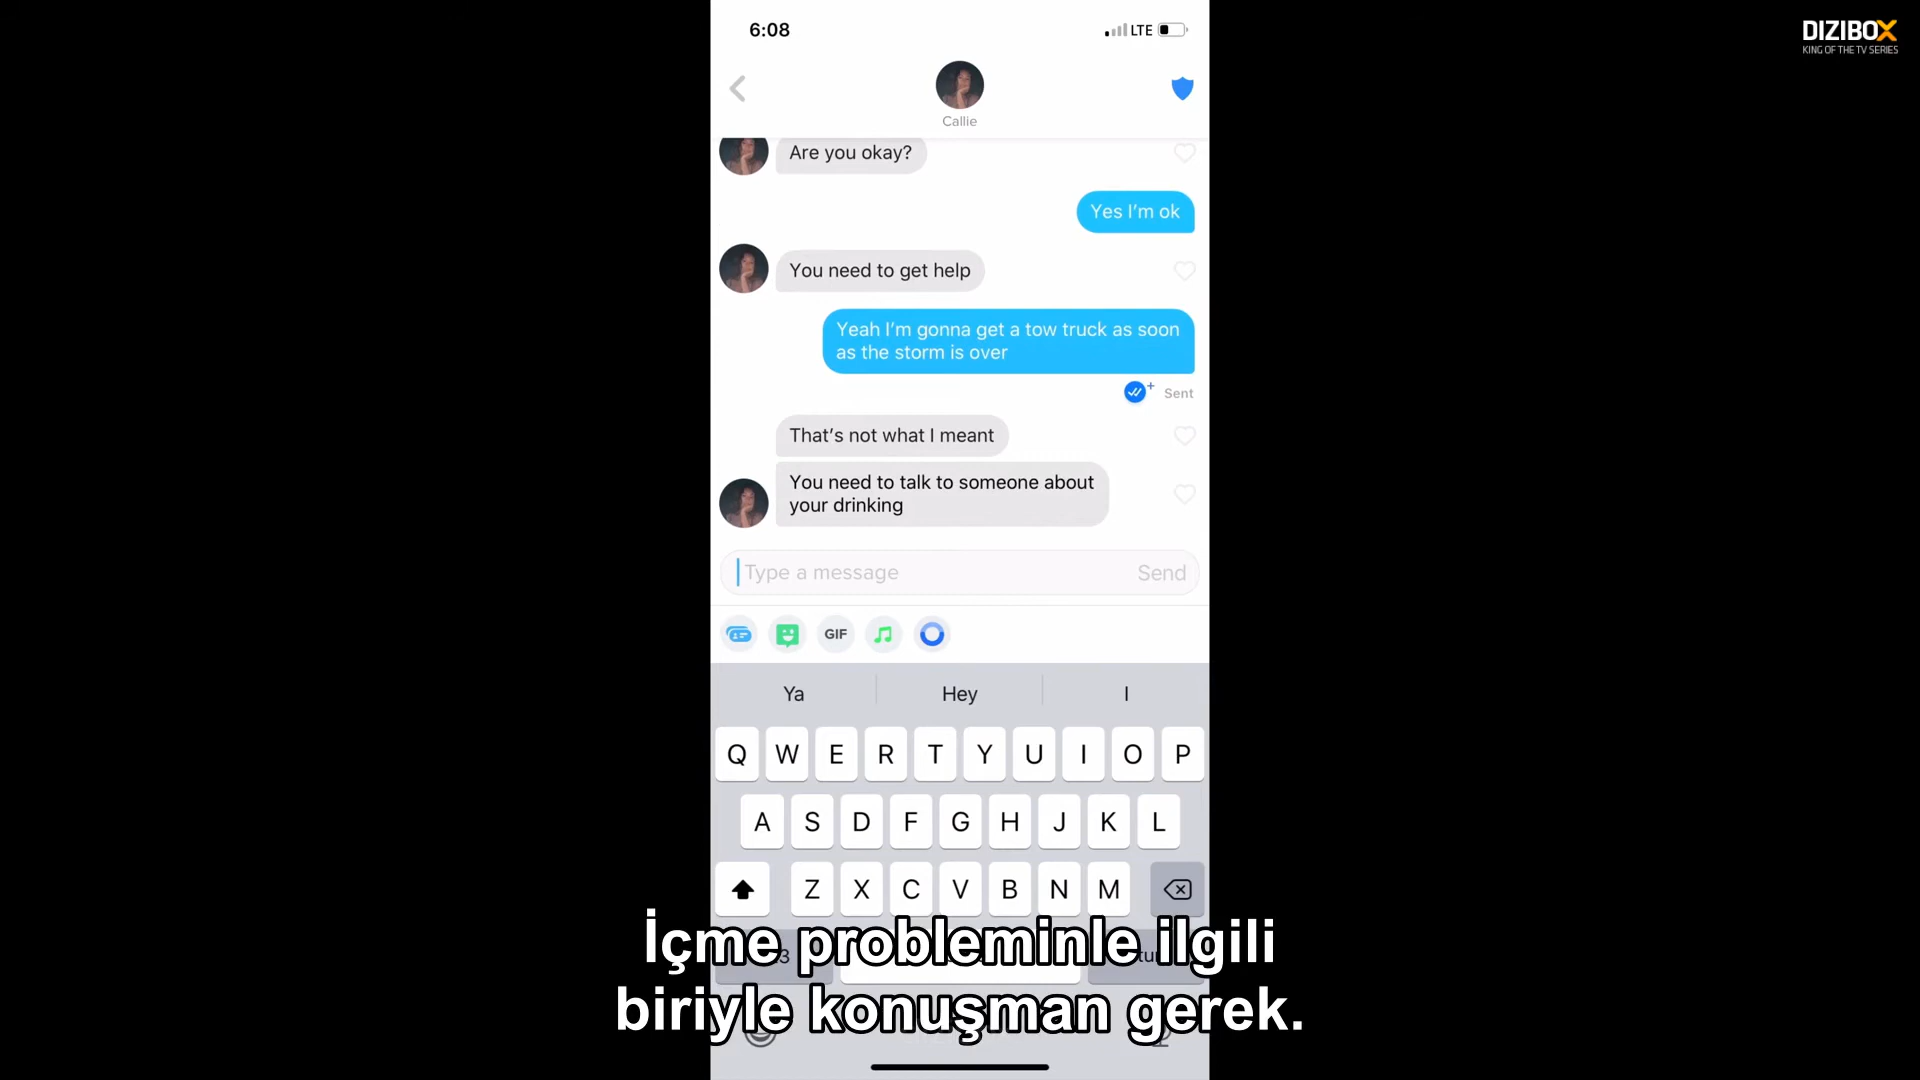 6:08
LTE
DIZIBOX
KING OF THE TV SERIES
Callie
Are you okay?
Yes I'm ok
You need to get help
Yeah I'm gonna get a tow truck as soon
as the storm is over
Sent
That's not what I meant
You need to talk to someone about
your drinking
Type a message
Send
GIF
Ya
Hey
I
Q W E R T Y U I O P
A S D F G H J K L
Z X C V B N M
İçme probleminle ilgili
biriyle konuşman gerek.